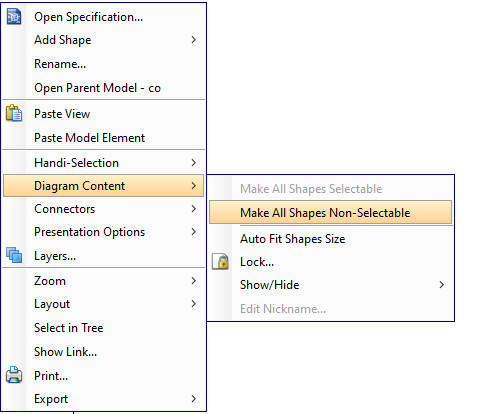 Open Specification...
Add Shape
Rename...
Open Parent Model - co
Paste View
Paste Model Element
Handi-Selection
Diagram Content
Connectors
Presentation Options
Layers...
Zoom
Layout
Select in Tree
Show Link...
Print...
Export
Make All Shapes Selectable
Make All Shapes Non-Selectable
Auto Fit Shapes Size
Lock...
Show/Hide
Edit Nickname...